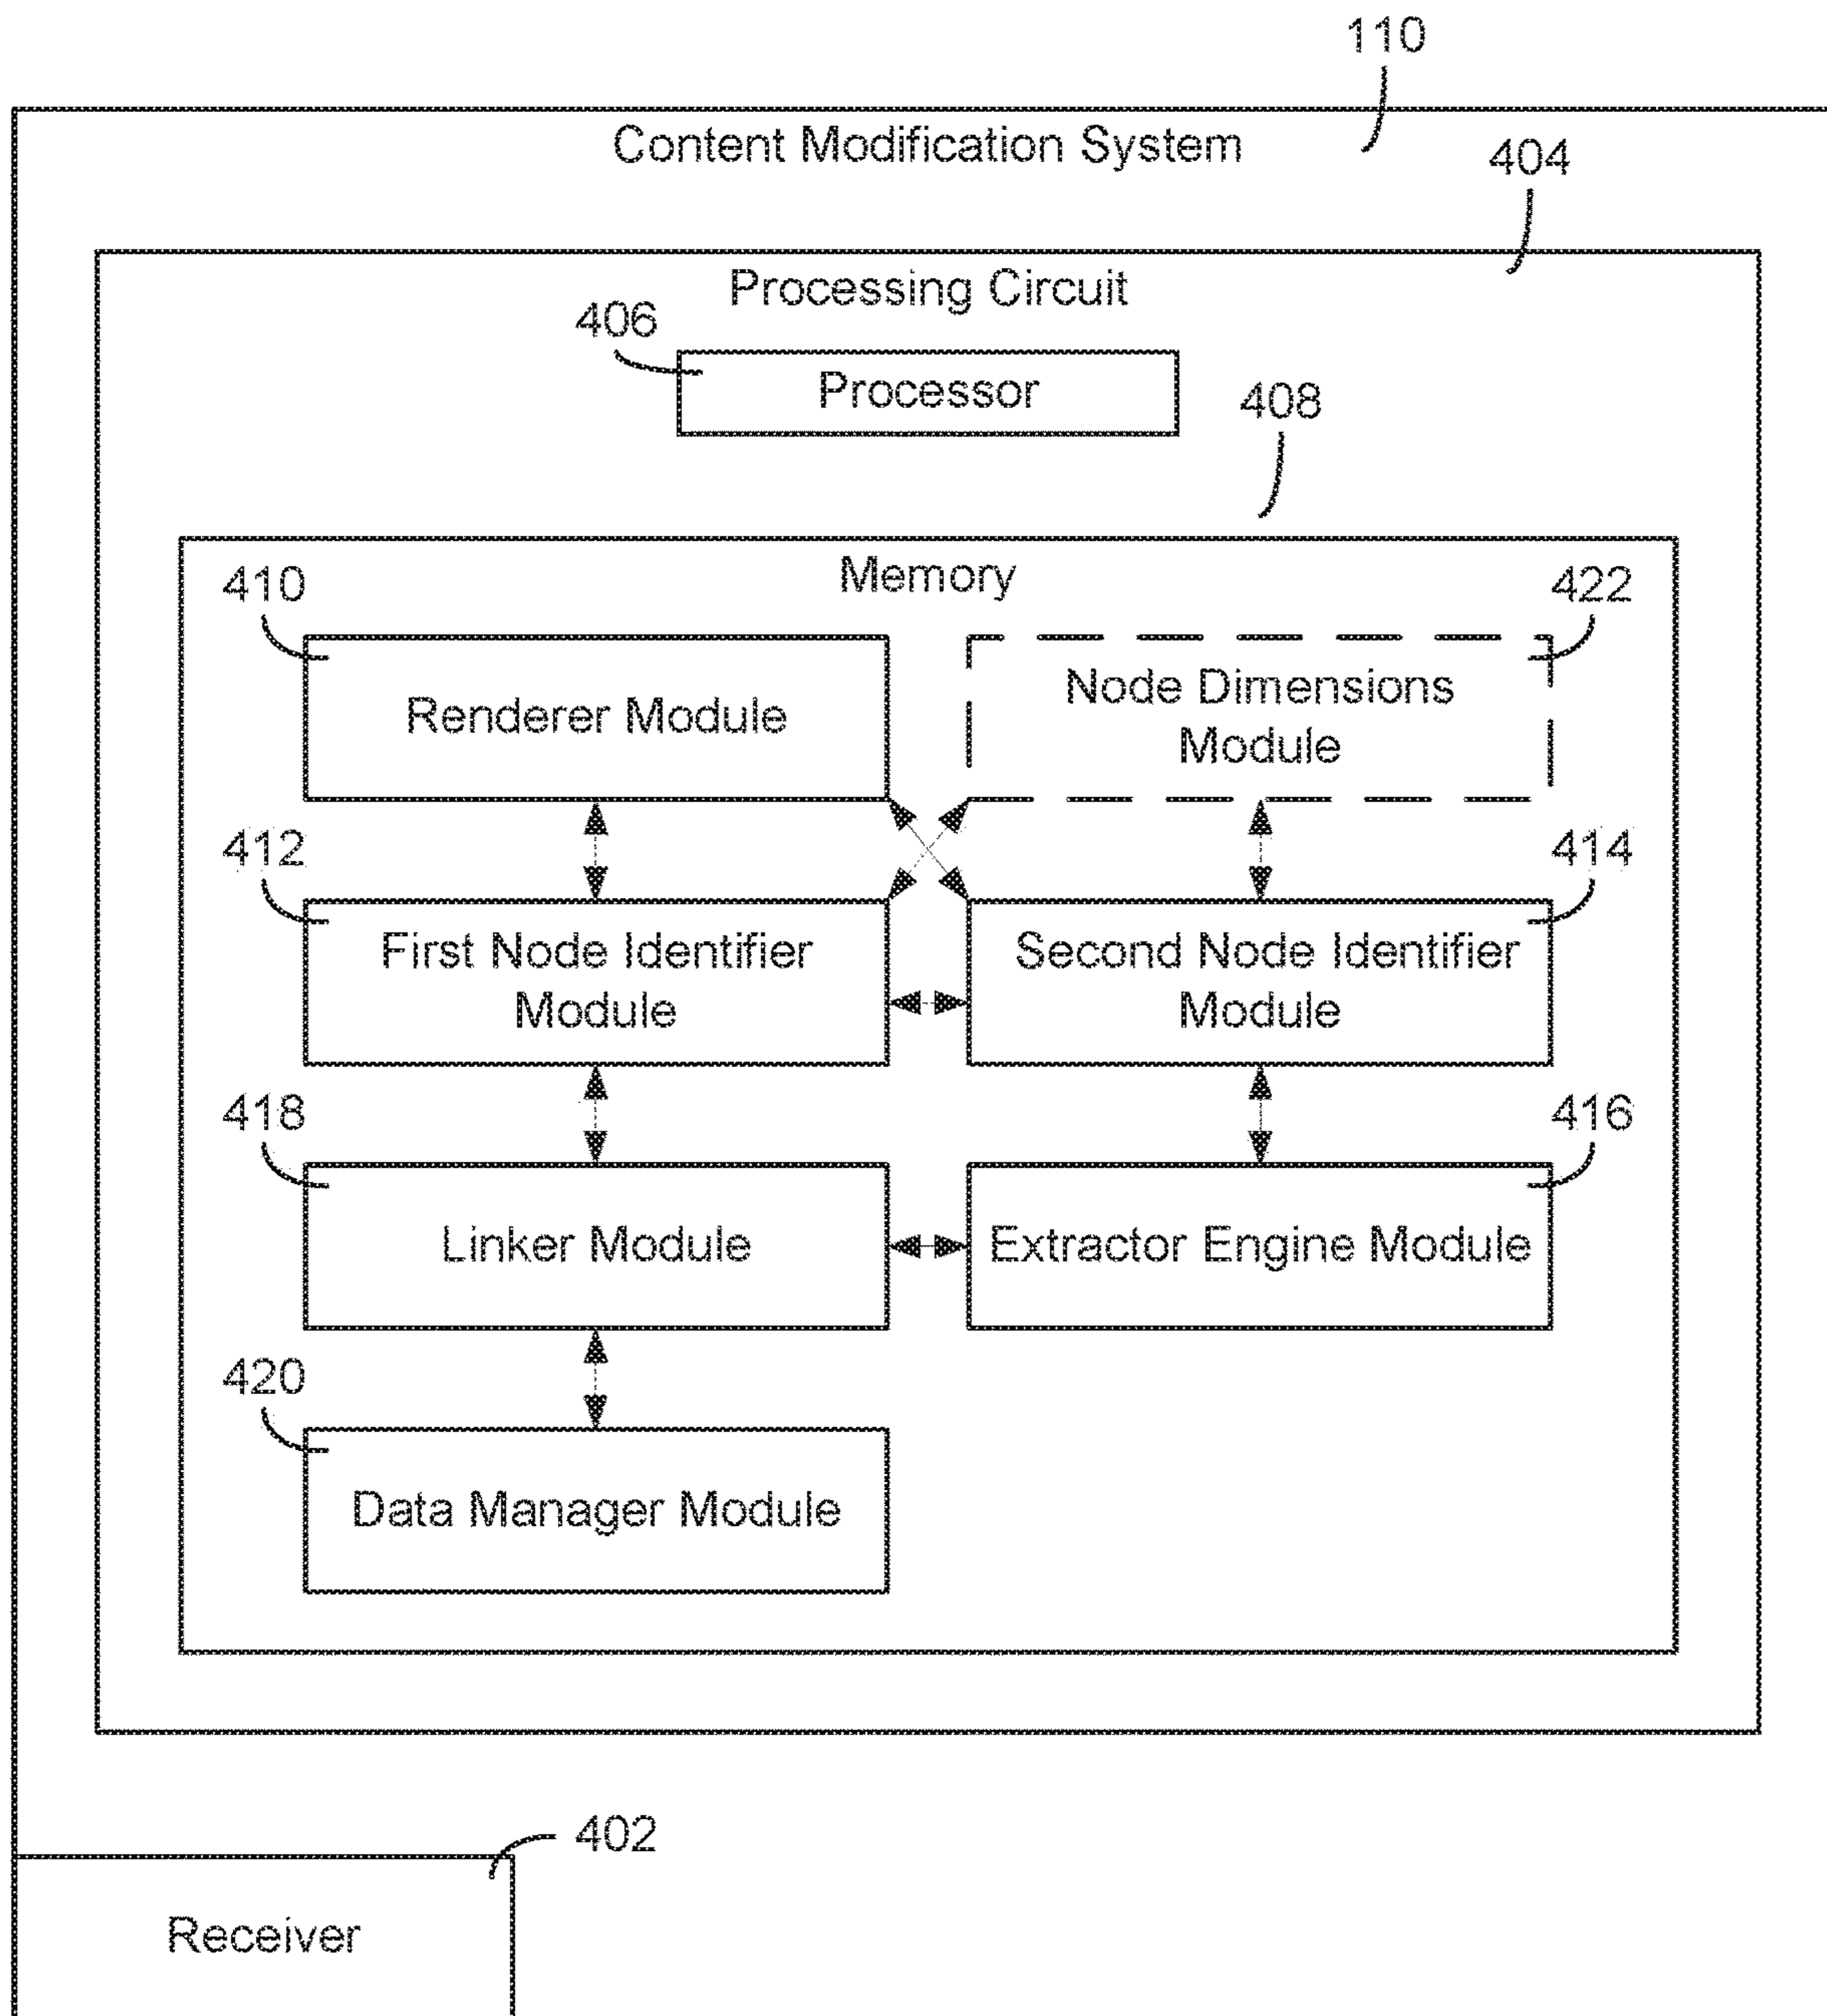 110
Content Modification System
404
Processing Circuit
406
Processor
408
Memory
410
422
Renderer Module
Node Dimensions
Module
412
414
First Node Identifier
Module
Second Node Identifier
Module
418
416
Linker Module
Extractor Engine Module
420
Data Manager Module
402
Receiver